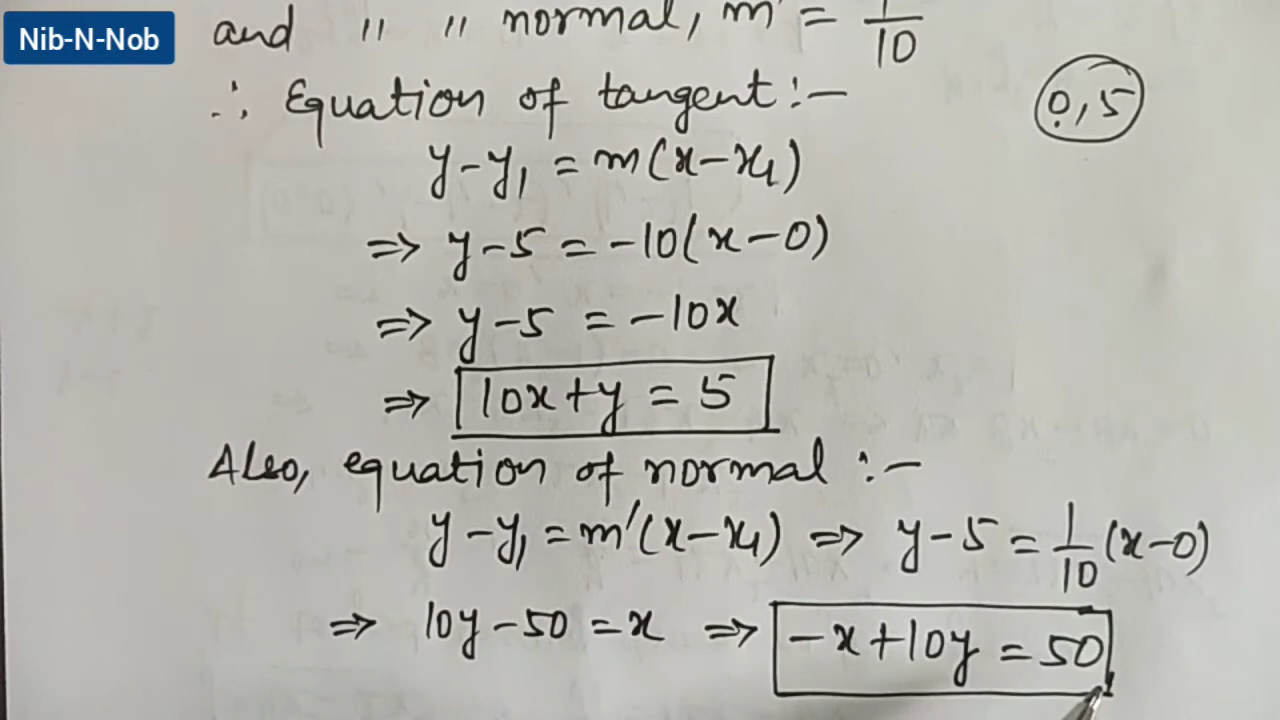 Nib-N-Nob
and " " normal, m' = 1/10
∴ Equation of tangent :-
0, 5
y - y₁ = m(x - x₁)
⇒ y - 5 = -10(x - 0)
⇒ y - 5 = -10x
⇒ 10x + y = 5
Also, equation of normal :-
y - y₁ = m'(x - x₁) ⇒ y - 5 = 1/10 (x - 0)
⇒ 10y - 50 = x ⇒ -x + 10y = 50